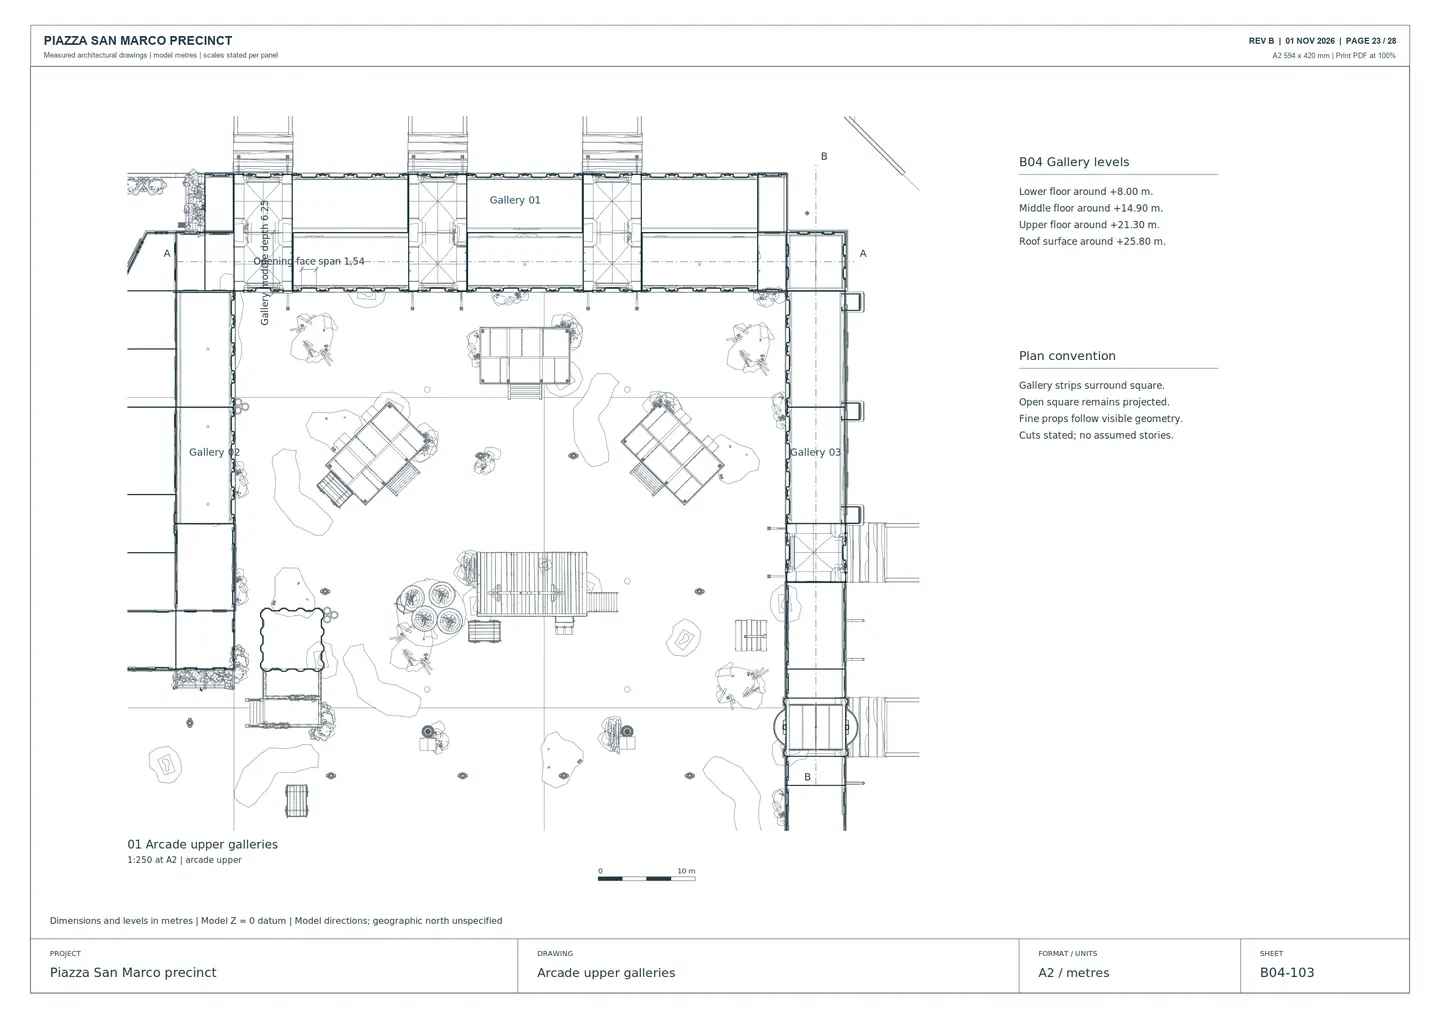 PIAZZA SAN MARCO PRECINCT
Measured architectural drawings | model metres | scales stated per panel
REV B | 01 NOV 2026 | PAGE 23 / 28
A2 594 x 420 mm | Print PDF at 100%
B
Gallery 01
Gallery module depth 6.25
A
Opening face span 1.54
A
Gallery 02
Gallery 03
B
B04 Gallery levels
Lower floor around +8.00 m.
Middle floor around +14.90 m.
Upper floor around +21.30 m.
Roof surface around +25.80 m.
Plan convention
Gallery strips surround square.
Open square remains projected.
Fine props follow visible geometry.
Cuts stated; no assumed stories.
01 Arcade upper galleries
1:250 at A2 | arcade upper
0 10 m
Dimensions and levels in metres | Model Z = 0 datum | Model directions; geographic north unspecified
PROJECT
Piazza San Marco precinct
DRAWING
Arcade upper galleries
FORMAT / UNITS
A2 / metres
SHEET
B04-103